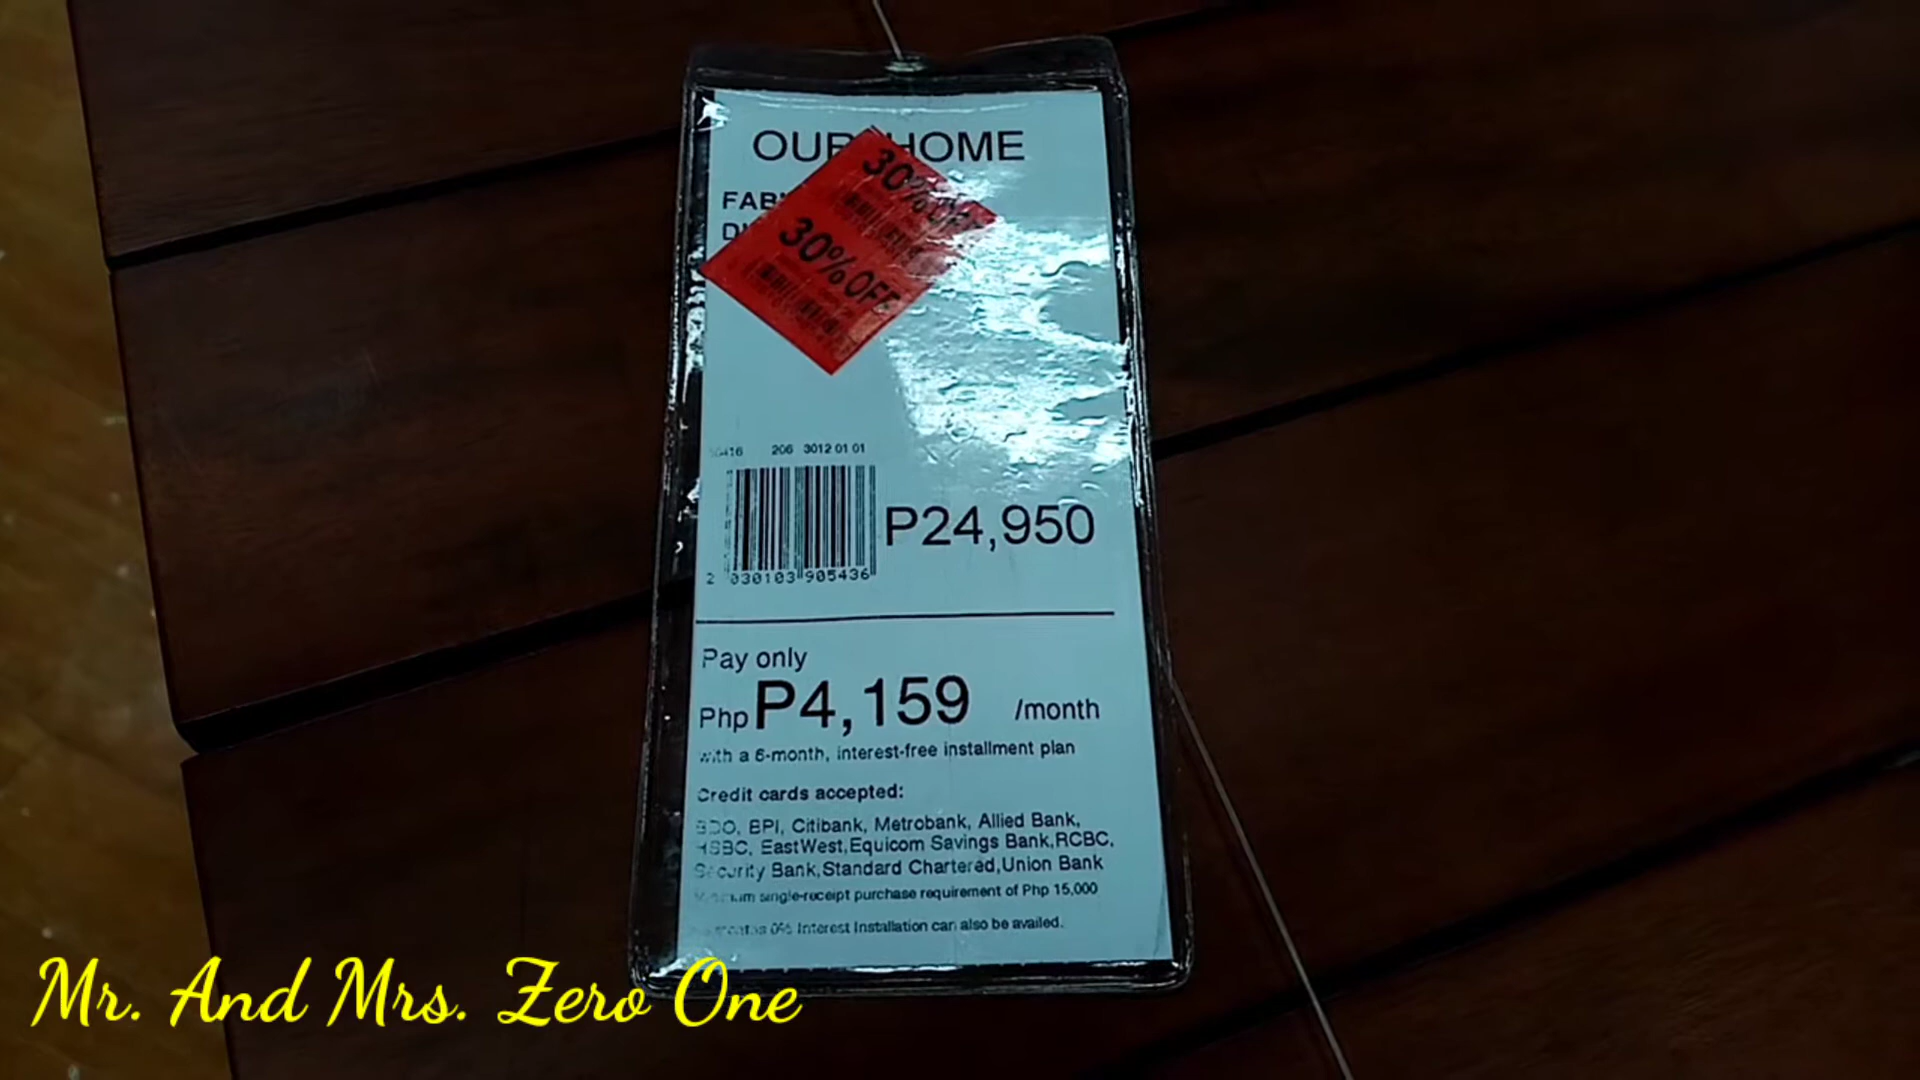 OUR HOME
30% OFF
30% OFF
206 3012 01 01
P24,950
2 030103 905436
Pay only
Php P4,159 /month
with a 6-month, interest-free installment plan
Credit cards accepted:
BDO, BPI, Citibank, Metrobank, Allied Bank,
HSBC, EastWest,Equicom Savings Bank,RCBC,
Security Bank,Standard Chartered,Union Bank
Minimum single-receipt purchase requirement of Php 15,000
0% Interest Installation can also be availed.
Mr. And Mrs. Zero One